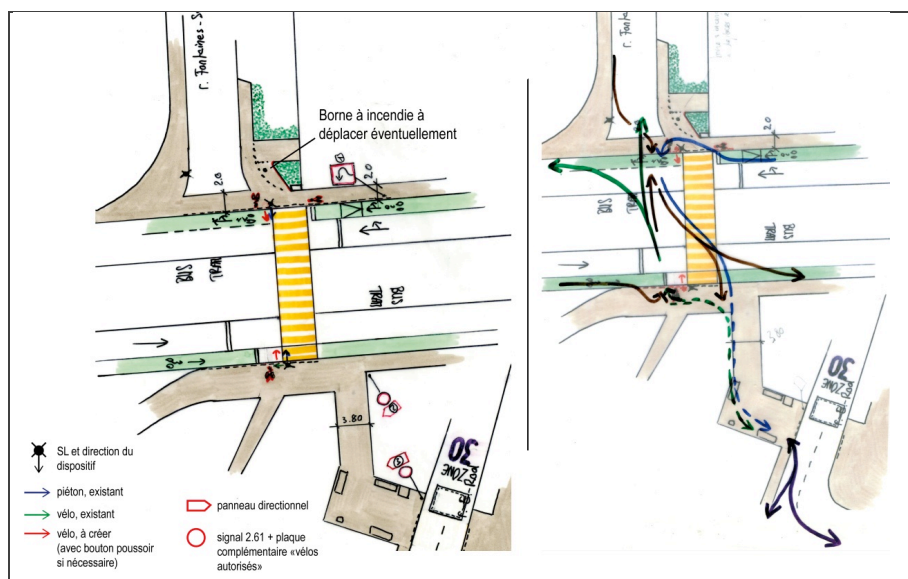 r. Fontaines-S
Borne à incendie à
déplacer éventuellement
2.0
2.0
BUS
TRAM
BUS
TRAM
3.80
30
ZONE
SL et direction du
dispositif
piéton, existant
vélo, existant
vélo, à créer
(avec bouton poussoir
si nécessaire)
panneau directionnel
signal 2.61 + plaque
complémentaire «vélos
autorisés»
r. Fontaines-
2.0
BUS
TRAM
BUS
TRAM
3.80
30
ZONE